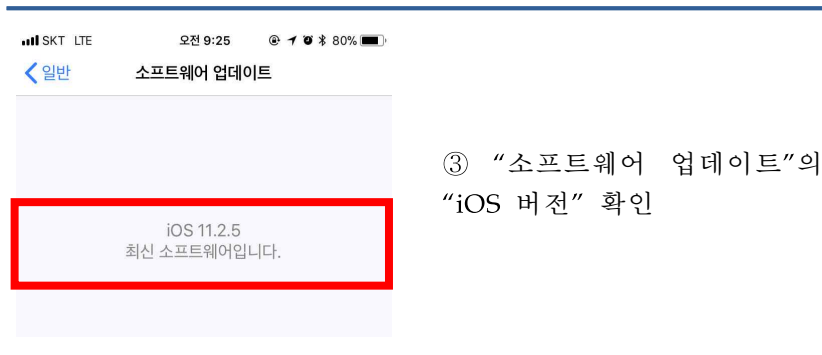 SKT LTE 오전 9:25 80%
일반 소프트웨어 업데이트
iOS 11.2.5
최신 소프트웨어입니다.
③ "소프트웨어 업데이트"의
"iOS 버전" 확인